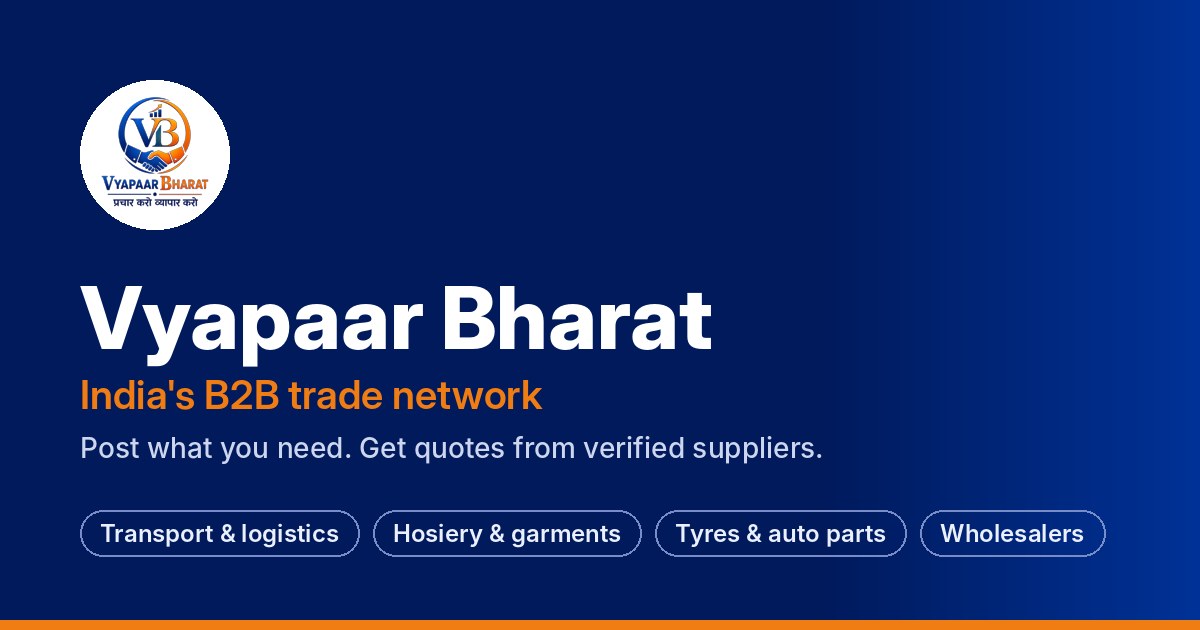 VB
VYAPAAR BHARAT
प्रचार करो व्यापार करो
Vyapaar Bharat
India's B2B trade network
Post what you need. Get quotes from verified suppliers.
Transport & logistics
Hosiery & garments
Tyres & auto parts
Wholesalers